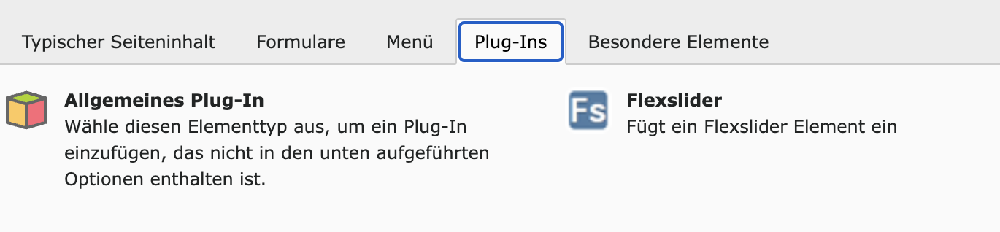 Typischer Seiteninhalt Formulare Menü Plug-Ins Besondere Elemente
Allgemeines Plug-In
Wähle diesen Elementtyp aus, um ein Plug-In
einzufügen, das nicht in den unten aufgeführten
Optionen enthalten ist.
Fs
Flexslider
Fügt ein Flexslider Element ein